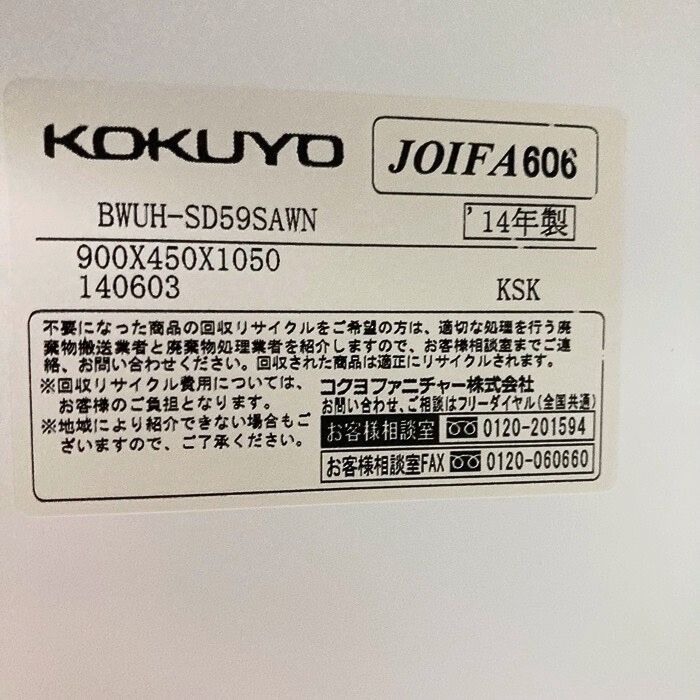 KOKUYO
JOIFA606
BWUH-SD59SAWN
'14年製
900X450X1050
140603
KSK
不要になった商品の回収リサイクルをご希望の方は、適切な処理を行う廃
棄物搬送業者と廃棄物処理業者を紹介しますので、お客様相談室までご連
絡、お問い合わせください。回収された商品は適正にリサイクルされます。
※回収リサイクル費用については、
お客様のご負担となります。
※地域により紹介できない場合もご
ざいますので、ご了承ください。
コクヨファニチャー株式会社
お問い合わせ、ご相談はフリーダイヤル(全国共通)
お客様相談室 0120-201594
お客様相談室FAX 0120-060660